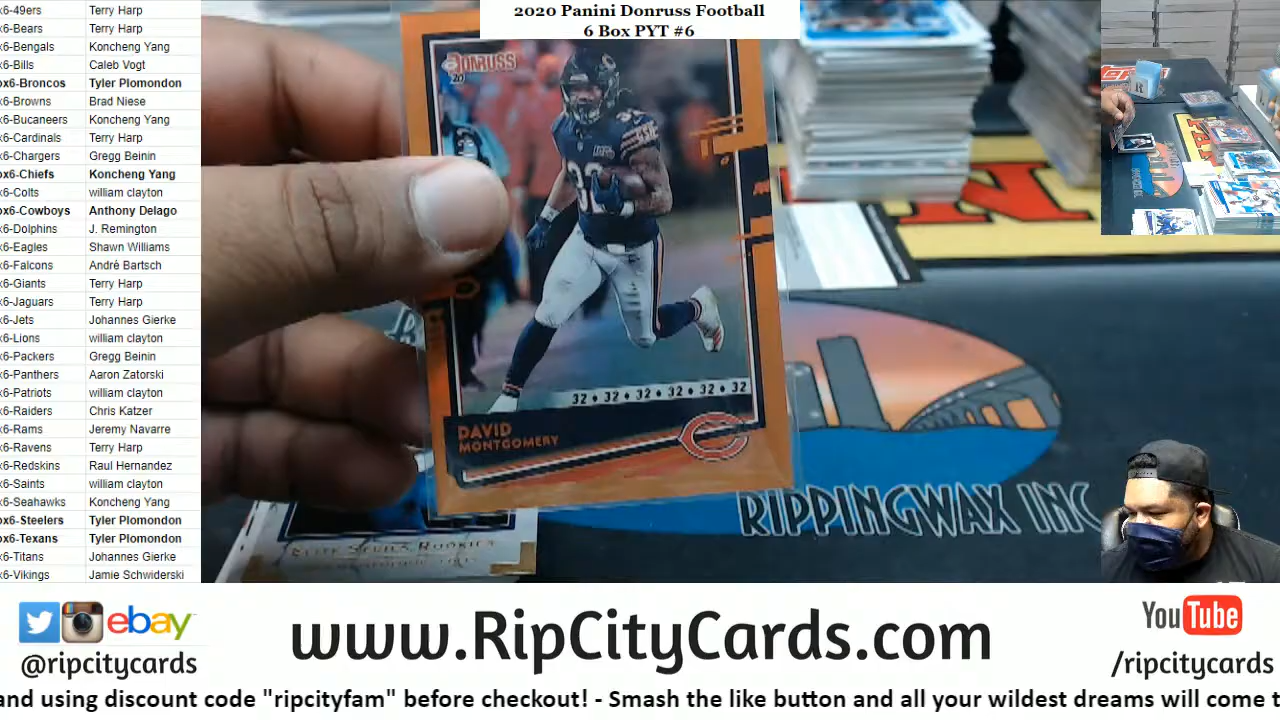 2020 Panini Donruss Football
6 Box PYT #6
x6-49ers Terry Harp
x6-Bears Terry Harp
x6-Bengals Koncheng Yang
x6-Bills Caleb Vogt
ox6-Broncos Tyler Plomondon
x6-Browns Brad Niese
x6-Bucaneers Koncheng Yang
x6-Cardinals Terry Harp
x6-Chargers Gregg Beinin
ox6-Chiefs Koncheng Yang
x6-Colts william clayton
ox6-Cowboys Anthony Delago
x6-Dolphins J. Remington
x6-Eagles Shawn Williams
x6-Falcons André Bartsch
x6-Giants Terry Harp
x6-Jaguars Terry Harp
x6-Jets Johannes Gierke
x6-Lions william clayton
x6-Packers Gregg Beinin
x6-Panthers Aaron Zatorski
x6-Patriots william clayton
x6-Raiders Chris Katzer
x6-Rams Jeremy Navarre
x6-Ravens Terry Harp
x6-Redskins Raul Hernandez
x6-Saints william clayton
x6-Seahawks Koncheng Yang
ox6-Steelers Tyler Plomondon
ox6-Texans Tyler Plomondon
x6-Titans Johannes Gierke
x6-Vikings Jamie Schwiderski
DONRUSS
20
32
32 • 32 • 32 • 32 • 32 • 32
DAVID
MONTGOMERY
ELITE SERIES ROOKIES
RIPPINGWAX INC
ebay
@ripcitycards
www.RipCityCards.com
YouTube
/ripcitycards
and using discount code "ripcityfam" before checkout! - Smash the like button and all your wildest dreams will come t